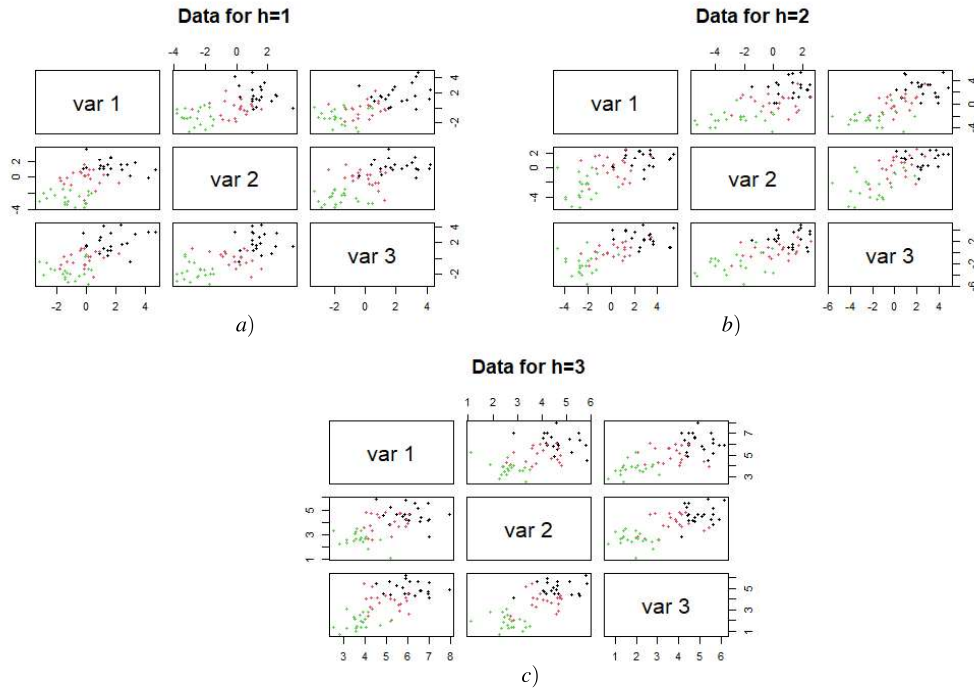 Data for h=1
-4 -2 0 2
var 1
-2 0 2 4
-4 0 2
var 2
var 3
-2 0 2 4
-2 0 2 4
-4 -2 0 2 4
a)
Data for h=2
-4 -2 0 2
var 1
-4 -2 0 2 4
-4 0 2
var 2
var 3
-6 -2 2
-4 -2 0 2 4
-6 -4 -2 0 2 4
b)
Data for h=3
1 2 3 4 5 6
var 1
3 5 7
1 3 5
var 2
var 3
1 3 5
3 4 5 6 7 8
1 2 3 4 5 6
c)